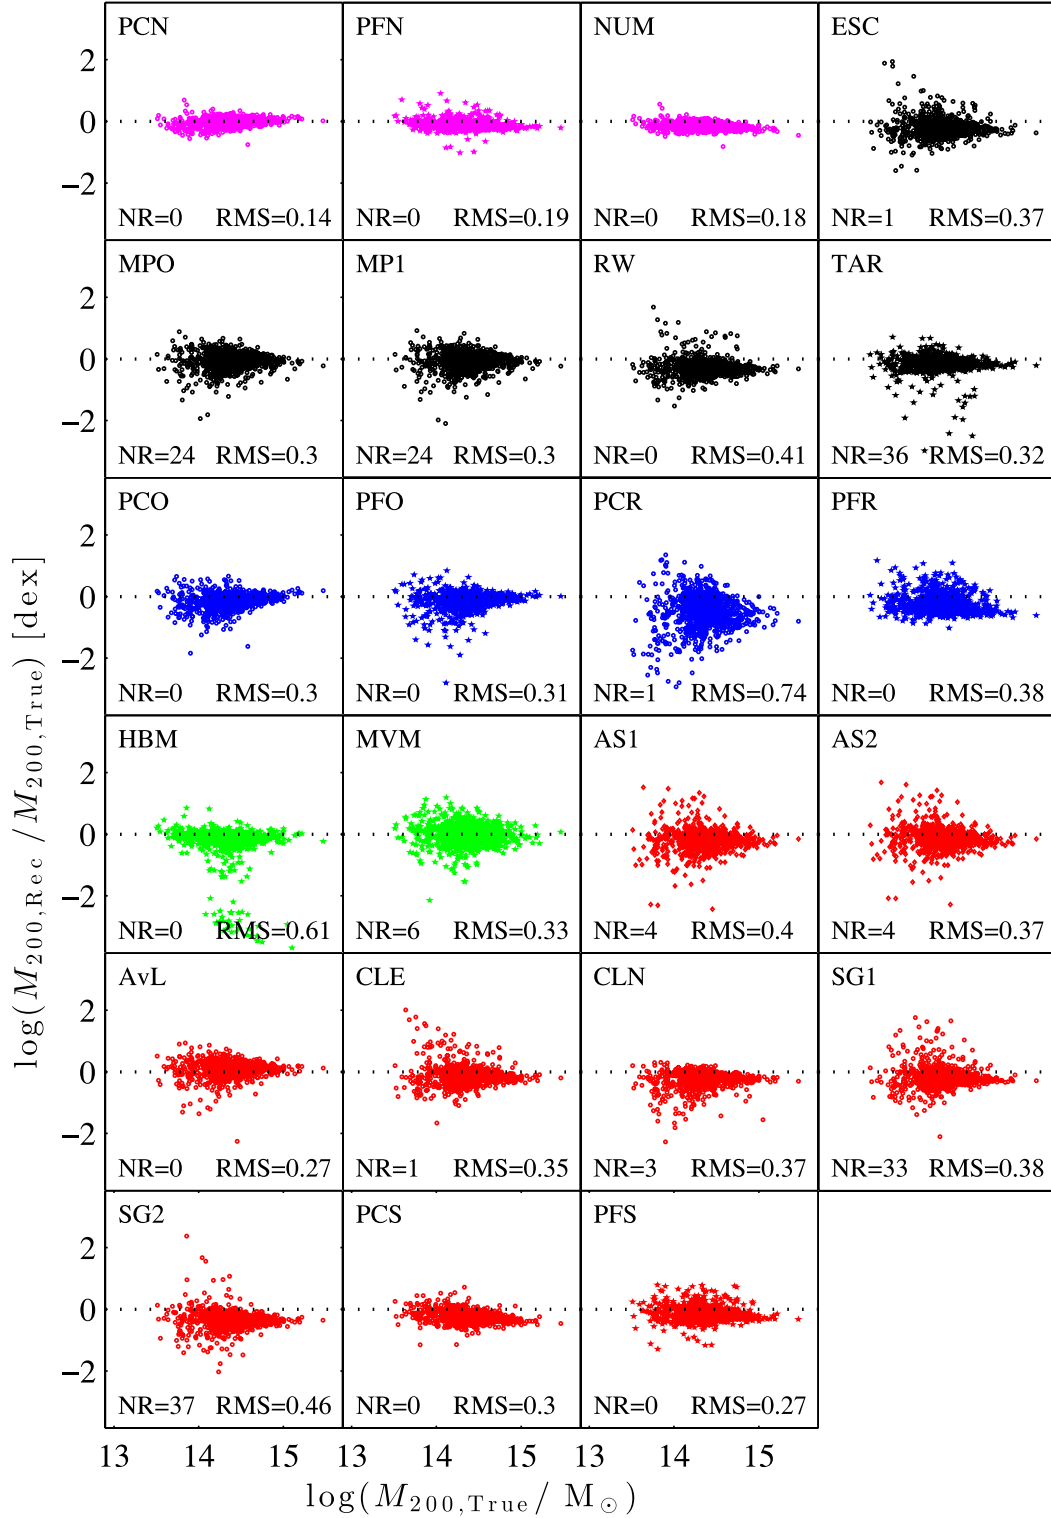 PCN PFN NUM ESC
2
0
−2
NR=0 RMS=0.14 NR=0 RMS=0.19 NR=0 RMS=0.18 NR=1 RMS=0.37
MPO MP1 RW TAR
2
0
−2
NR=24 RMS=0.3 NR=24 RMS=0.3 NR=0 RMS=0.41 NR=36 RMS=0.32
PCO PFO PCR PFR
2
0
−2
NR=0 RMS=0.3 NR=0 RMS=0.31 NR=1 RMS=0.74 NR=0 RMS=0.38
HBM MVM AS1 AS2
2
0
−2
NR=0 RMS=0.61 NR=6 RMS=0.33 NR=4 RMS=0.4 NR=4 RMS=0.37
AvL CLE CLN SG1
2
0
−2
NR=0 RMS=0.27 NR=1 RMS=0.35 NR=3 RMS=0.37 NR=33 RMS=0.38
SG2 PCS PFS
2
0
−2
NR=37 RMS=0.46 NR=0 RMS=0.3 NR=0 RMS=0.27
13 14 15 13 14 15 13 14 15
log(M200,True/ M⊙)
log(M200,Rec /M200,True) [dex]